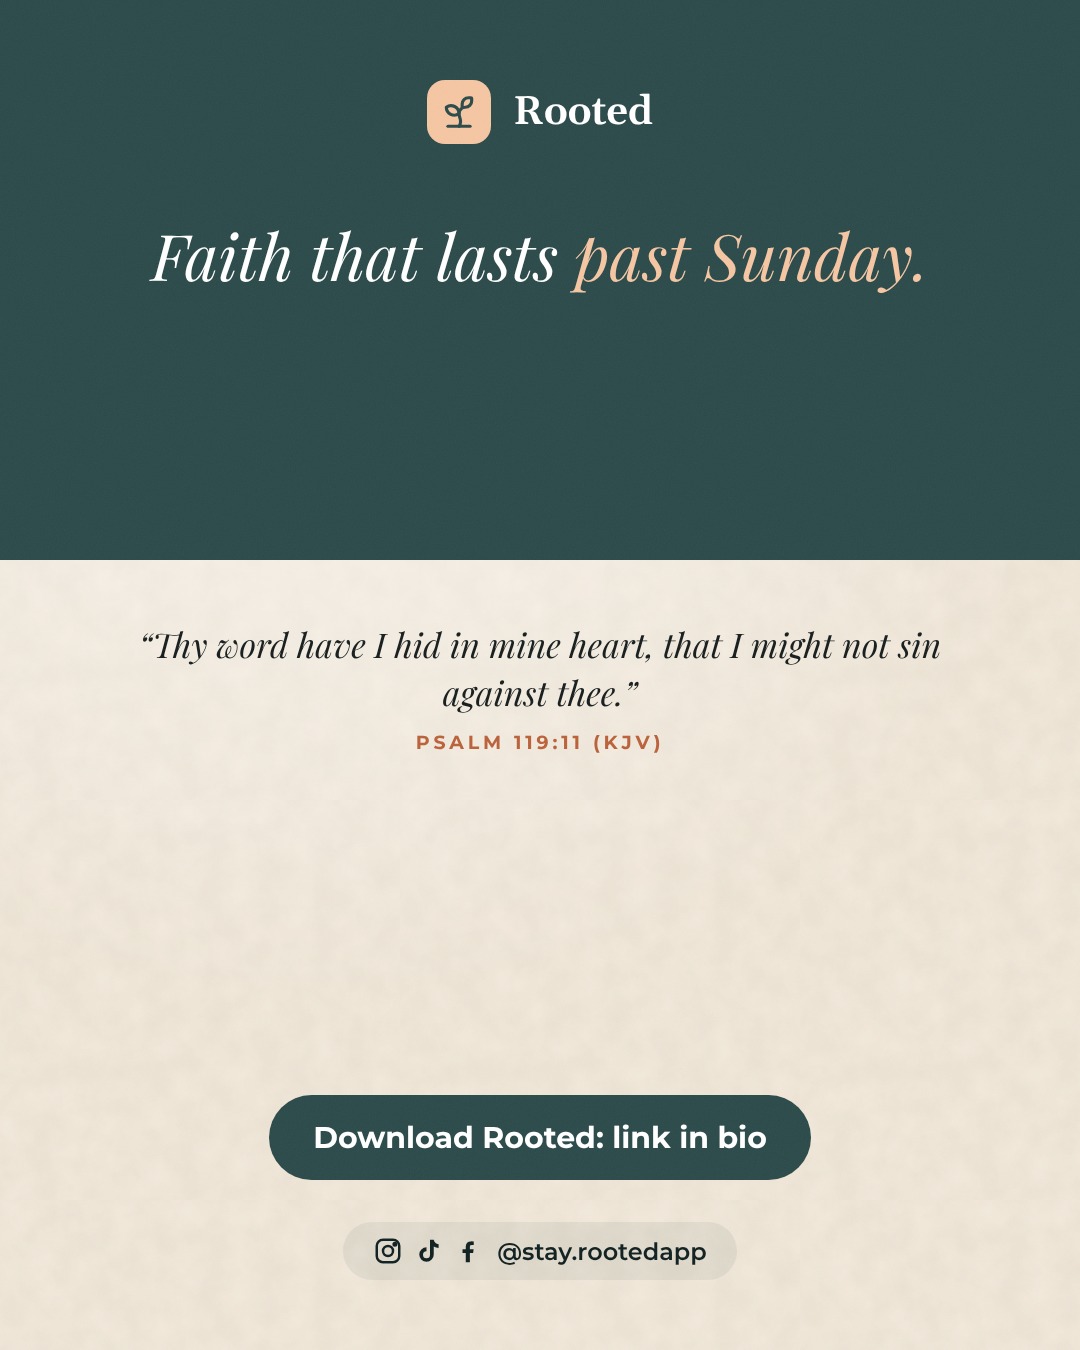 Rooted
Faith that lasts past Sunday.
“Thy word have I hid in mine heart, that I might not sin
against thee.”
PSALM 119:11 (KJV)
Download Rooted: link in bio
@stay.rootedapp